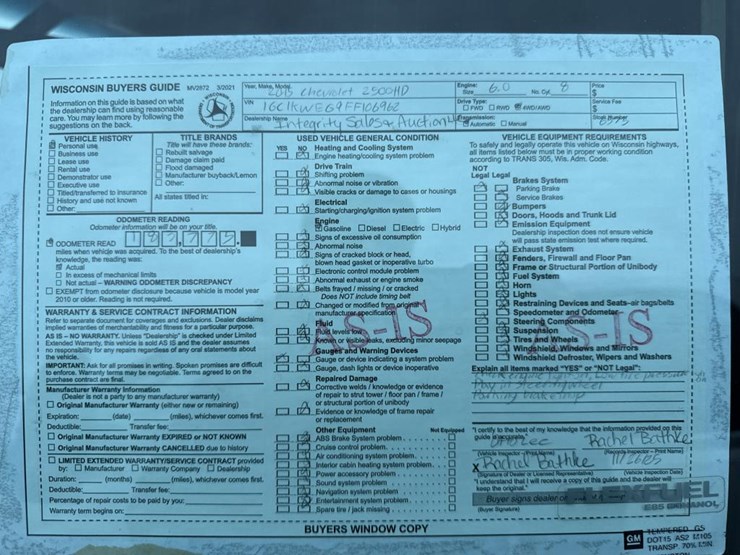 WISCONSIN BUYERS GUIDE MV2872 3/2021
Information on this guide is based on what
the dealership can find using reasonable
care. You may learn more by following the
suggestions on the back.
Year, Make, Model
2015 Chevrolet 2500HD
Engine: 6.0 No. Cyl. 8
Price
$
VIN
1GC1KWEG9FF106962
Drive Type:
FWD RWD 4WD/AWD
Service Fee
$
Dealership Name
Integrity Sales & Auction
Transmission:
Automatic Manual
Stock Number
VEHICLE HISTORY
Personal use
Business use
Lease use
Rental use
Demonstrator use
Executive use
Titled/transferred to insurance
History and use not known
Other:
TITLE BRANDS
Title will have these brands:
Rebuilt salvage
Damage claim paid
Flood damaged
Manufacturer buyback/Lemon
Other:
All states titled in:
ODOMETER READING
Odometer information will be on your title.
ODOMETER READ
miles when vehicle was acquired. To the best of dealership's
knowledge, the reading was:
Actual
In excess of mechanical limits
Not actual – WARNING ODOMETER DISCREPANCY
EXEMPT from odometer disclosure because vehicle is model year
2010 or older. Reading is not required.
WARRANTY & SERVICE CONTRACT INFORMATION
Refer to separate document for coverages and exclusions. Dealer disclaims
implied warranties of merchantability and fitness for a particular purpose.
AS IS – NO WARRANTY. Unless "Dealership" is checked under Limited
Extended Warranty, this vehicle is sold AS IS and the dealer assumes
no responsibility for any repairs regardless of any oral statements about
the vehicle.
IMPORTANT: Ask for all promises in writing. Spoken promises are difficult
to enforce. Warranty terms may be negotiable. Terms agreed to on the
purchase contract are final.
Manufacturer Warranty Information
(Dealer is not a party to any manufacturer warranty)
Original Manufacturer Warranty (either new or remaining)
Expiration: (date) (miles), whichever comes first.
Deductible: Transfer fee:
Original Manufacturer Warranty EXPIRED or NOT KNOWN
Original Manufacturer Warranty CANCELLED due to history
LIMITED EXTENDED WARRANTY/SERVICE CONTRACT provided
by: Manufacturer Warranty Company Dealership
Duration: (months) (miles), whichever comes first.
Deductible: Transfer fee:
Percentage of repair costs to be paid by you:
Warranty term begins on:
USED VEHICLE GENERAL CONDITION
YES NO Heating and Cooling System
Engine heating/cooling system problem
Drive Train
Shifting problem
Abnormal noise or vibration
Visible cracks or damage to cases or housings
Electrical
Starting/charging/ignition system problem
Engine
Gasoline Diesel Electric Hybrid
Signs of excessive oil consumption
Abnormal noise
Signs of cracked block or head,
blown head gasket or inoperative turbo
Electronic control module problem
Abnormal exhaust or engine smoke
Belts frayed / missing / or cracked
Does NOT include timing belt
Changed or modified from original
manufacturer specification
AS-IS
Fluid
Fluid levels low
Major or visible leaks, excluding minor seepage
Gauges and Warning Devices
Gauge or device indicating a system problem
Gauge, dash lights or device inoperative
Repaired Damage
Corrective welds / knowledge or evidence
of repair to strut tower / floor pan / frame /
or structural portion of unibody
Evidence or knowledge of frame repair
or replacement
Other Equipment Not Equipped
ABS Brake System problem
Cruise control problem
Air conditioning system problem
Interior cabin heating system problem
Power accessory problem
Sound system problem
Navigation system problem
Entertainment system problem
Spare tire / jack missing
VEHICLE EQUIPMENT REQUIREMENTS
To safely and legally operate this vehicle on Wisconsin highways,
all items listed below must be in proper working condition
according to TRANS 305, Wis. Adm. Code.
NOT
Legal Legal
Brakes System
Parking Brake
Service Brakes
Bumpers
Doors, Hoods and Trunk Lid
Emission Equipment
Dealership inspection does not ensure vehicle
will pass state emission test where required.
Exhaust System
Fenders, Firewall and Floor Pan
Frame or Structural Portion of Unibody
Fuel System
Horn
Lights
Restraining Devices and Seats-air bags/belts
Speedometer and Odometer
Steering Components
Suspension
Tires and Wheels
Windshield, Windows and Mirrors
Windshield Defroster, Wipers and Washers
AS-IS
Explain all items marked "YES" or "NOT Legal":
"I certify to the best of my knowledge that the information provided on this
guide is accurate."
Rachel Bathke
X Rachel Bathke 11/26/25
(Signature of Dealer or Licensed Representative) (Vehicle Inspection Date)
"I understand that I will receive a copy of this guide and the dealer will
keep the original."
Buyer signs dealer
(Buyer Signature)
BUYERS WINDOW COPY
FUEL
E85 ETHANOL
GM
TEMPERED GS
DOT15 AS2 M105